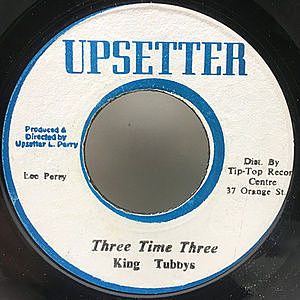 UPSETTER
Produced &
Directed by
Upsetter L. Perry
Lee Perry
Dist. By
Tip-Top Recor
Centre
37 Orange St.
Three Time Three
King Tubbys